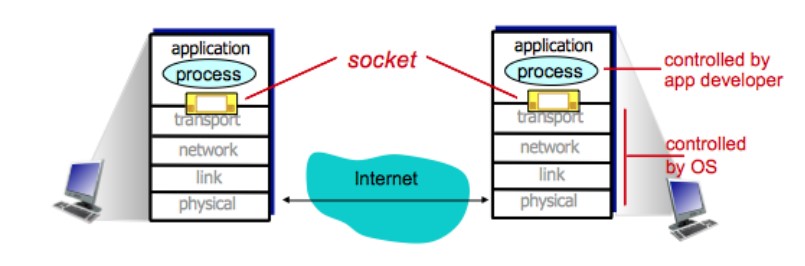 application
process
transport
network
link
physical
socket
Internet
application
process
transport
network
link
physical
controlled by
app developer
controlled
by OS